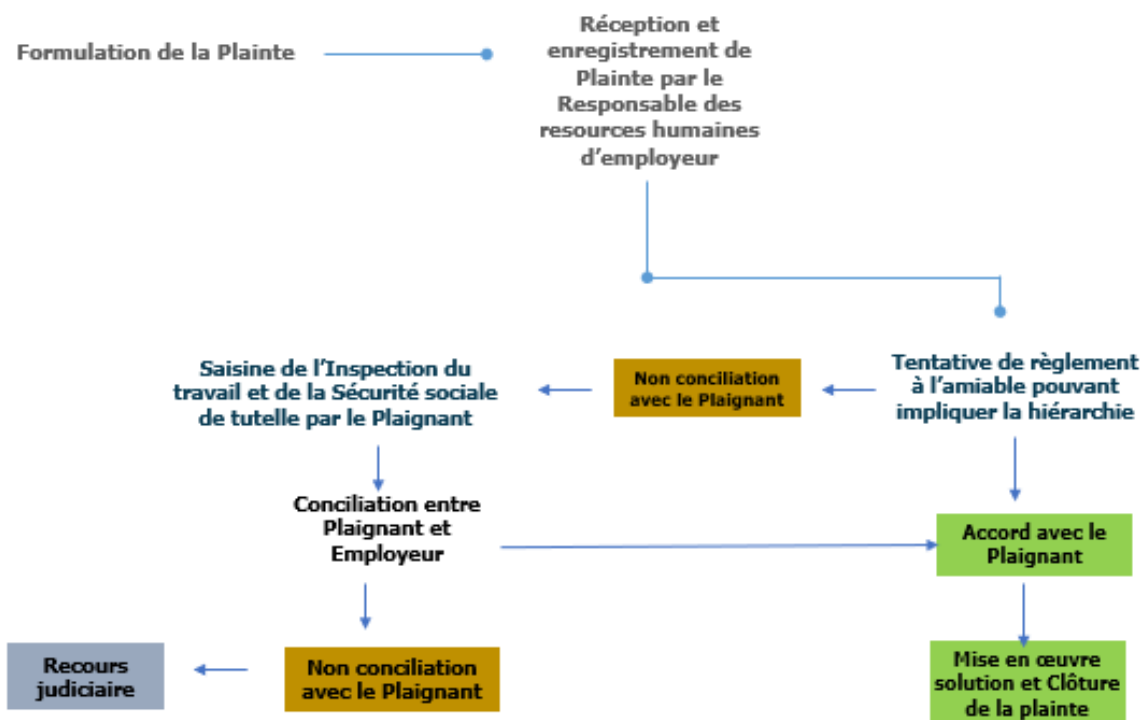 Formulation de la Plainte
Réception et
enregistrement de
Plainte par le
Responsable des
resources humaines
d’employeur
Tentative de règlement
à l’amiable pouvant
impliquer la hiérarchie
Non conciliation
avec le Plaignant
Saisine de l’Inspection du
travail et de la Sécurité sociale
de tutelle par le Plaignant
Conciliation entre
Plaignant et
Employeur
Accord avec le
Plaignant
Non conciliation
avec le Plaignant
Recours
judiciaire
Mise en œuvre
solution et Clôture
de la plainte